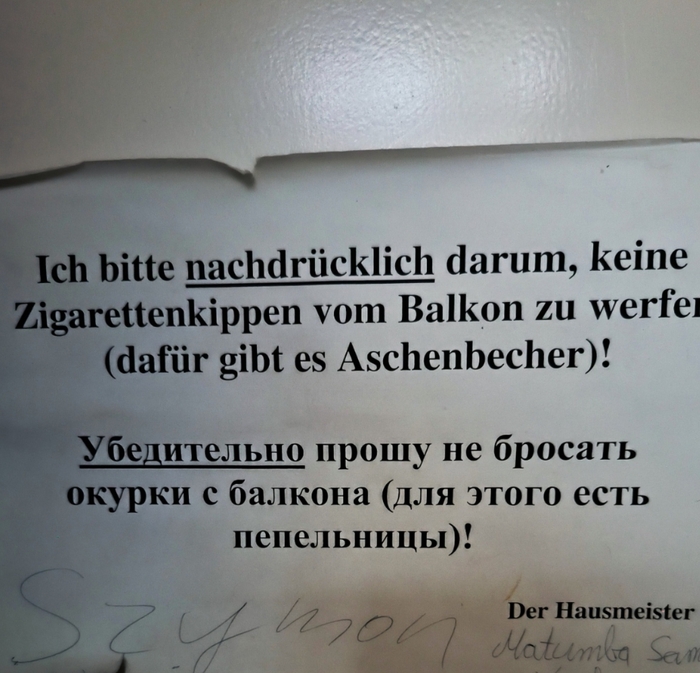 Ich bitte nachdrücklich darum, keine
Zigarettenkippen vom Balkon zu werfen
(dafür gibt es Aschenbecher)!
Убедительно прошу не бросать
окурки с балкона (для этого есть
пепельницы)!
Der Hausmeister
Szymon
Matumba